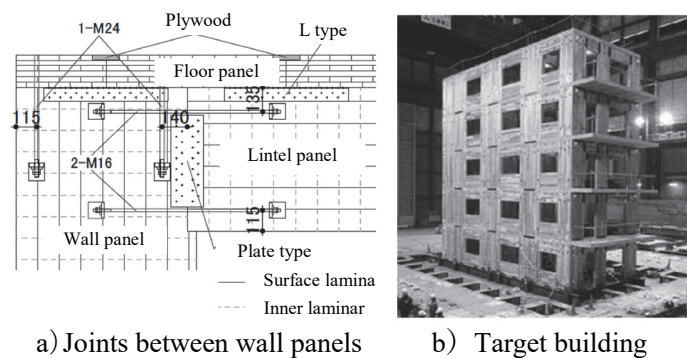 1-M24
Plywood
L type
Floor panel
135
115
140
2-M16
Lintel panel
115
Wall panel
Plate type
Surface lamina
Inner laminar
a) Joints between wall panels
b) Target building